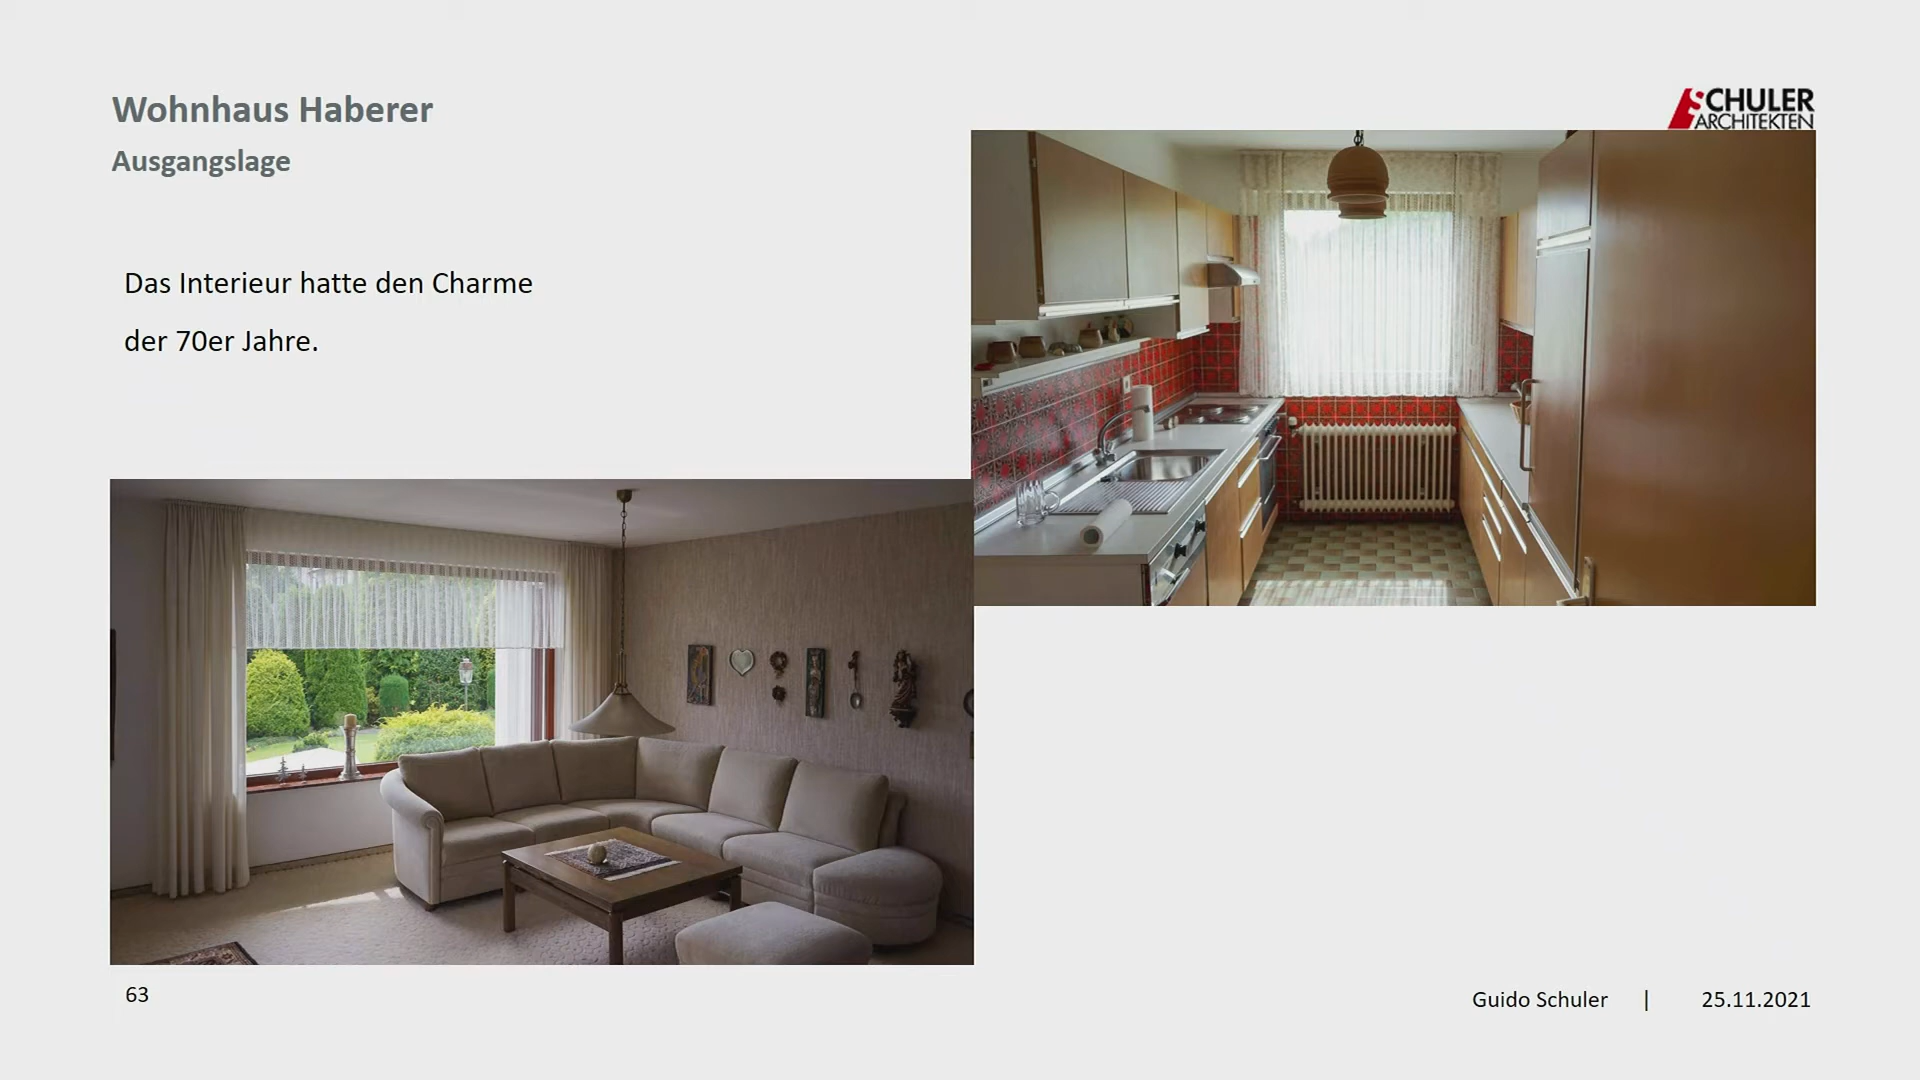 Wohnhaus Haberer
Ausgangslage
SCHULER
ARCHITEKTEN
Das Interieur hatte den Charme
der 70er Jahre.
63
Guido Schuler | 25.11.2021